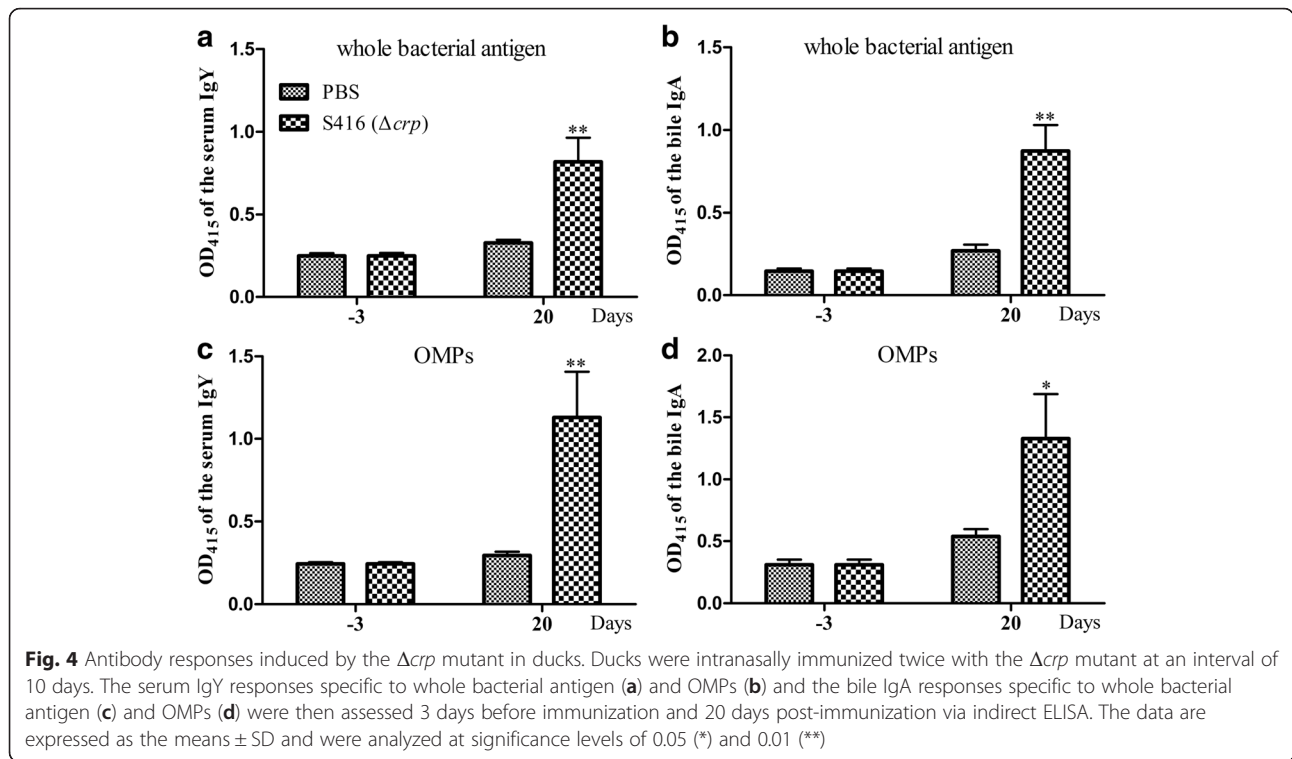 a
whole bacterial antigen
OD415 of the serum IgY
1.5
1.0
0.5
0.0
PBS
S416 (Δcrp)
**
-3 20 Days
b
whole bacterial antigen
OD415 of the bile IgA
1.5
1.0
0.5
0.0
**
-3 20 Days
c
OMPs
OD415 of the serum IgY
1.5
1.0
0.5
0.0
**
-3 20 Days
d
OMPs
OD415 of the bile IgA
2.0
1.5
1.0
0.5
0.0
*
-3 20 Days
Fig. 4 Antibody responses induced by the Δcrp mutant in ducks. Ducks were intranasally immunized twice with the Δcrp mutant at an interval of
10 days. The serum IgY responses specific to whole bacterial antigen (a) and OMPs (b) and the bile IgA responses specific to whole bacterial
antigen (c) and OMPs (d) were then assessed 3 days before immunization and 20 days post-immunization via indirect ELISA. The data are
expressed as the means ± SD and were analyzed at significance levels of 0.05 (*) and 0.01 (**)